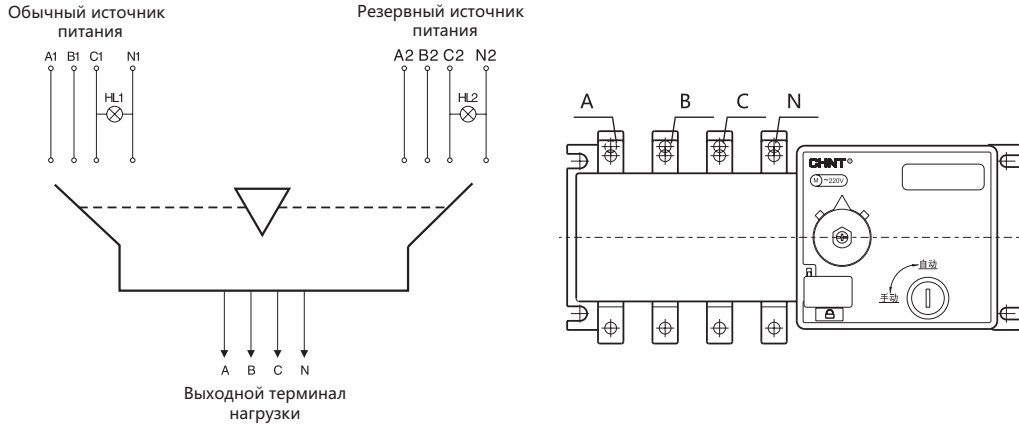 Обычный источник
питания
A1 B1 C1 N1
HL1
Резервный источник
питания
A2 B2 C2 N2
HL2
A B C N
Выходной терминал
нагрузки
A B C N
CHNT
M ~220V
自动
手动